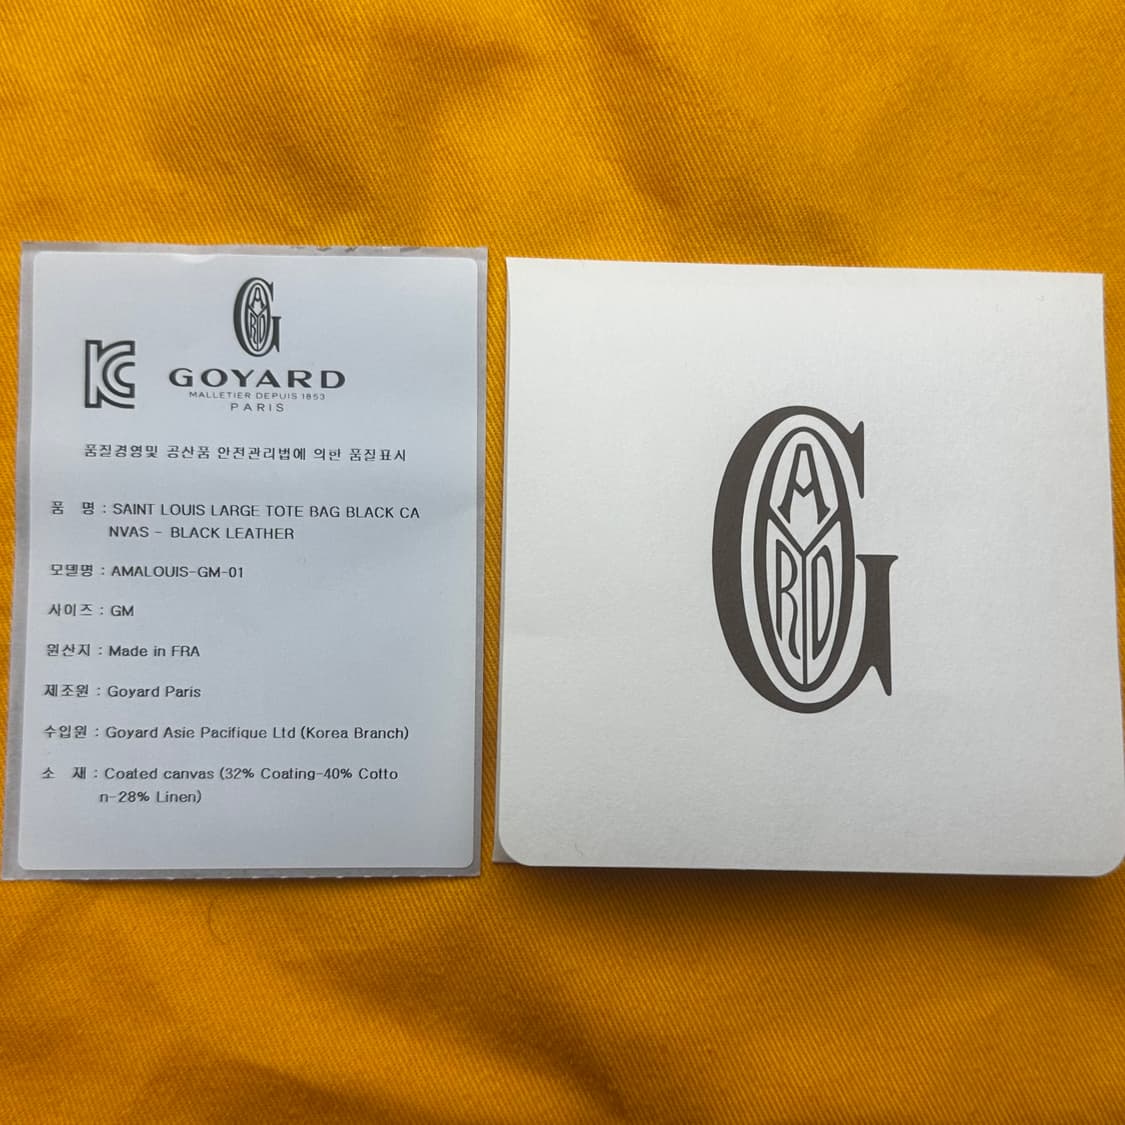 GOYARD
KC
GOYARD
MALLETIER DEPUIS 1853
PARIS
품질경영및 공산품 안전관리법에 의한 품질표시
품 명 : SAINT LOUIS LARGE TOTE BAG BLACK CA
NVAS - BLACK LEATHER
모델명 : AMALOUIS-GM-01
사이즈 : GM
원산지 : Made in FRA
제조원 : Goyard Paris
수입원 : Goyard Asie Pacifique Ltd (Korea Branch)
소 재 : Coated canvas (32% Coating-40% Cotto
n-28% Linen)
GOYARD